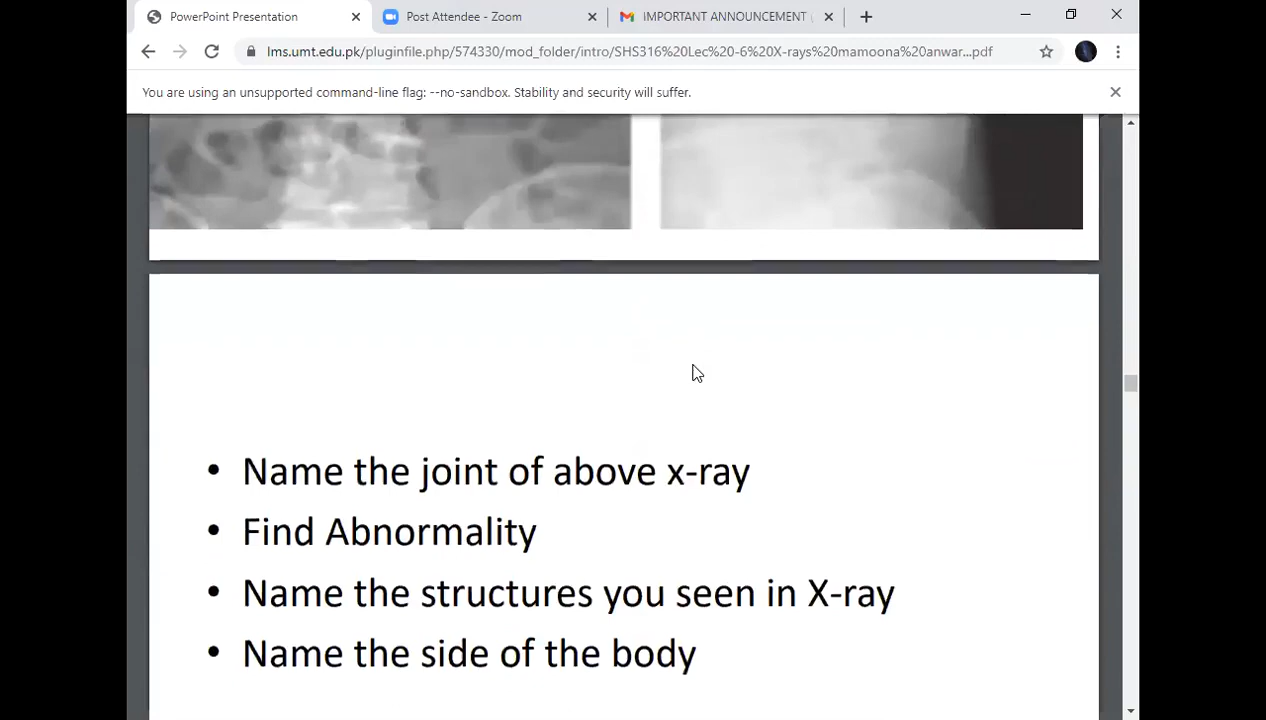 PowerPoint Presentation
Post Attendee - Zoom
IMPORTANT ANNOUNCEMENT
lms.umt.edu.pk/pluginfile.php/574330/mod_folder/intro/SHS316%20Lec%20-6%20X-rays%20mamoona%20anwar...pdf
You are using an unsupported command-line flag: --no-sandbox. Stability and security will suffer.
• Name the joint of above x-ray
• Find Abnormality
• Name the structures you seen in X-ray
• Name the side of the body